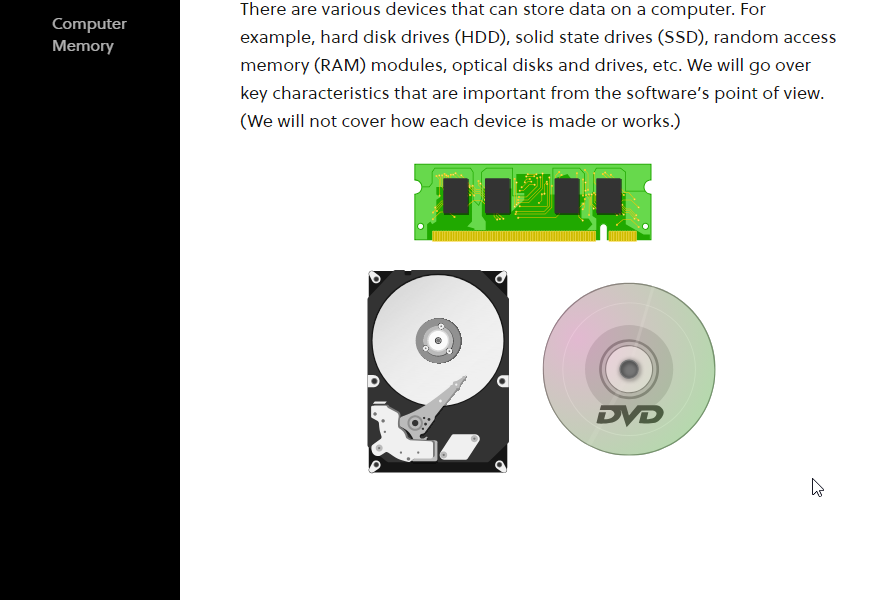 Computer
Memory
There are various devices that can store data on a computer. For
example, hard disk drives (HDD), solid state drives (SSD), random access
memory (RAM) modules, optical disks and drives, etc. We will go over
key characteristics that are important from the software’s point of view.
(We will not cover how each device is made or works.)
DVD